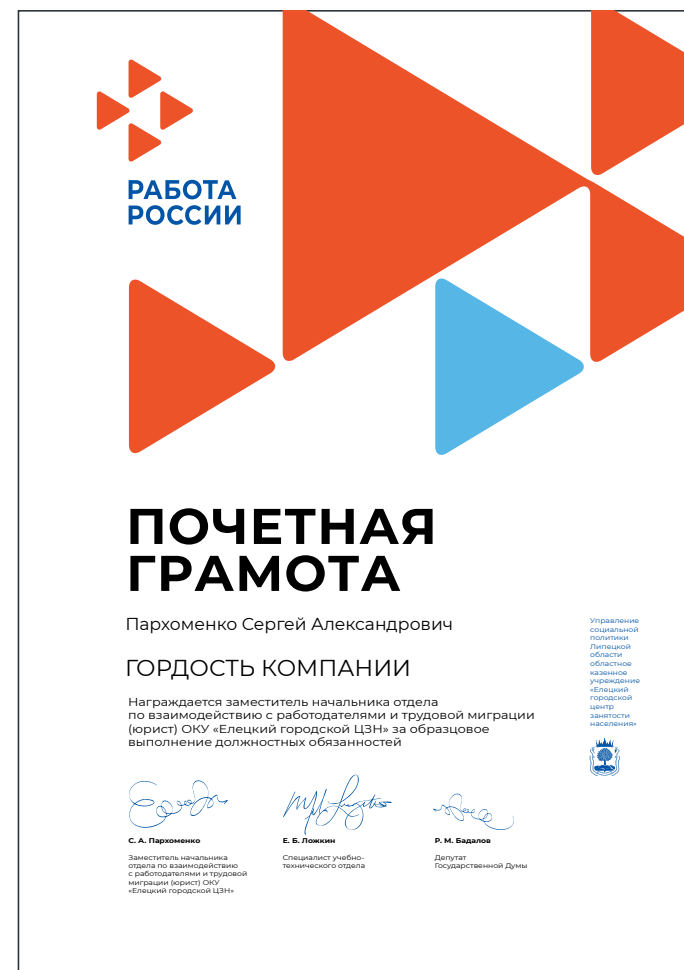 РАБОТА
РОССИИ
ПОЧЕТНАЯ
ГРАМОТА
Пархоменко Сергей Александрович
ГОРДОСТЬ КОМПАНИИ
Награждается заместитель начальника отдела
по взаимодействию с работодателями и трудовой миграции
(юрист) ОКУ «Елецкий городской ЦЗН» за образцовое
выполнение должностных обязанностей
Управление
социальной
политики
Липецкой
области
областное
казенное
учреждение
«Елецкий
городской
центр
занятости
населения»
С. А. Пархоменко
Заместитель начальника
отдела по взаимодействию
с работодателями и трудовой
миграции (юрист) ОКУ
«Елецкий городской ЦЗН»
Е. Б. Ложкин
Специалист учебно-
технического отдела
Р. М. Бадалов
Депутат
Государственной Думы